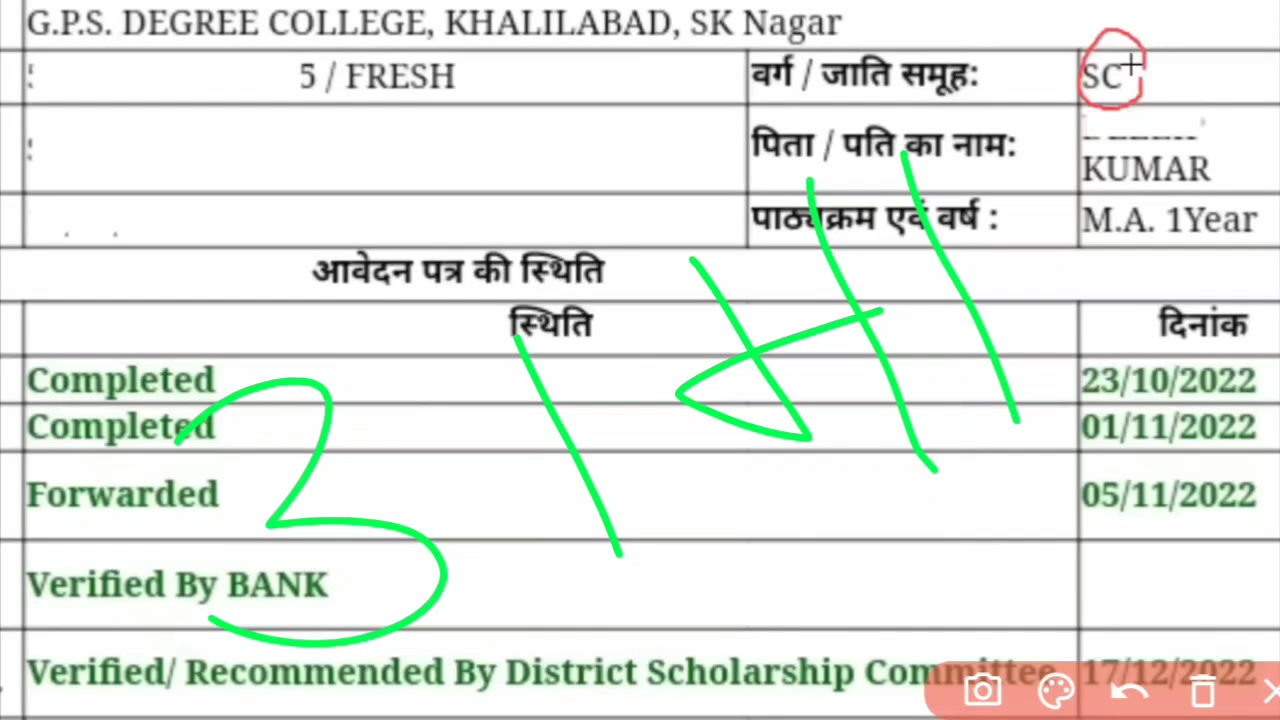 G.P.S. DEGREE COLLEGE, KHALILABAD, SK Nagar
5 / FRESH वर्ग / जाति समूह: SC
पिता / पति का नाम: KUMAR
पाठ्यक्रम एवं वर्ष : M.A. 1Year
आवेदन पत्र की स्थिति
स्थिति दिनांक
Completed 23/10/2022
Completed 01/11/2022
Forwarded 05/11/2022
Verified By BANK
Verified/ Recommended By District Scholarship Committee 17/12/2022